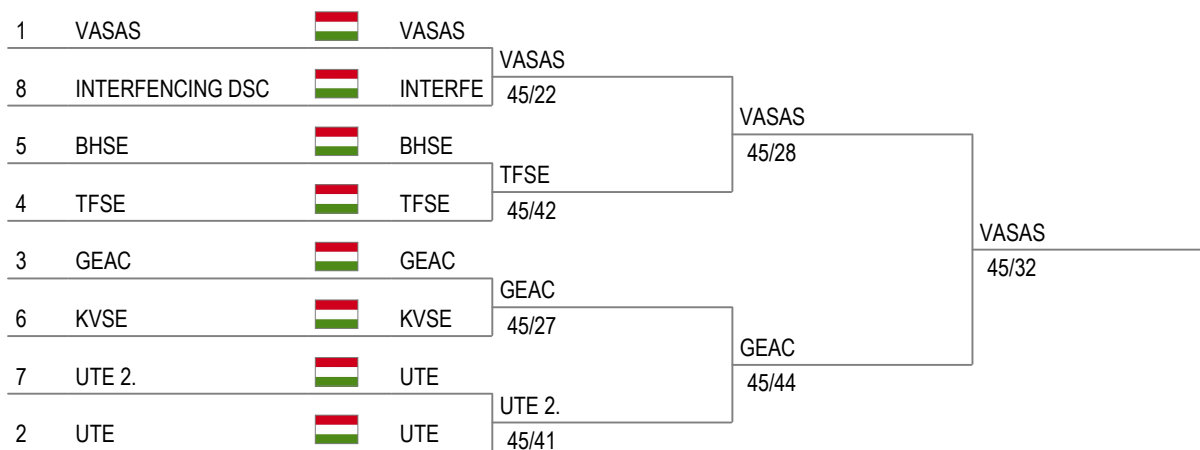 1 VASAS VASAS
VASAS
8 INTERFENCING DSC INTERFE 45/22
VASAS
5 BHSE BHSE 45/28
TFSE
4 TFSE TFSE 45/42
VASAS
3 GEAC GEAC 45/32
GEAC
6 KVSE KVSE 45/27
GEAC
7 UTE 2. UTE 45/44
UTE 2.
2 UTE UTE 45/41